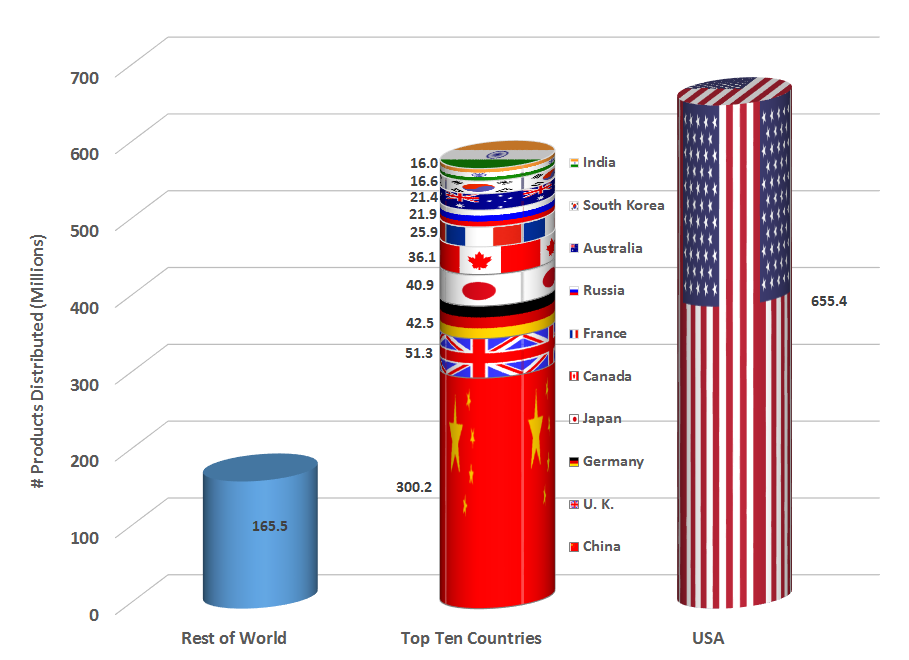 # Products Distributed (Millions)
700
600
500
400
300
200
100
0
165.5
16.0
16.6
21.4
21.9
25.9
36.1
40.9
42.5
51.3
300.2
India
South Korea
Australia
Russia
France
Canada
Japan
Germany
U. K.
China
655.4
Rest of World
Top Ten Countries
USA